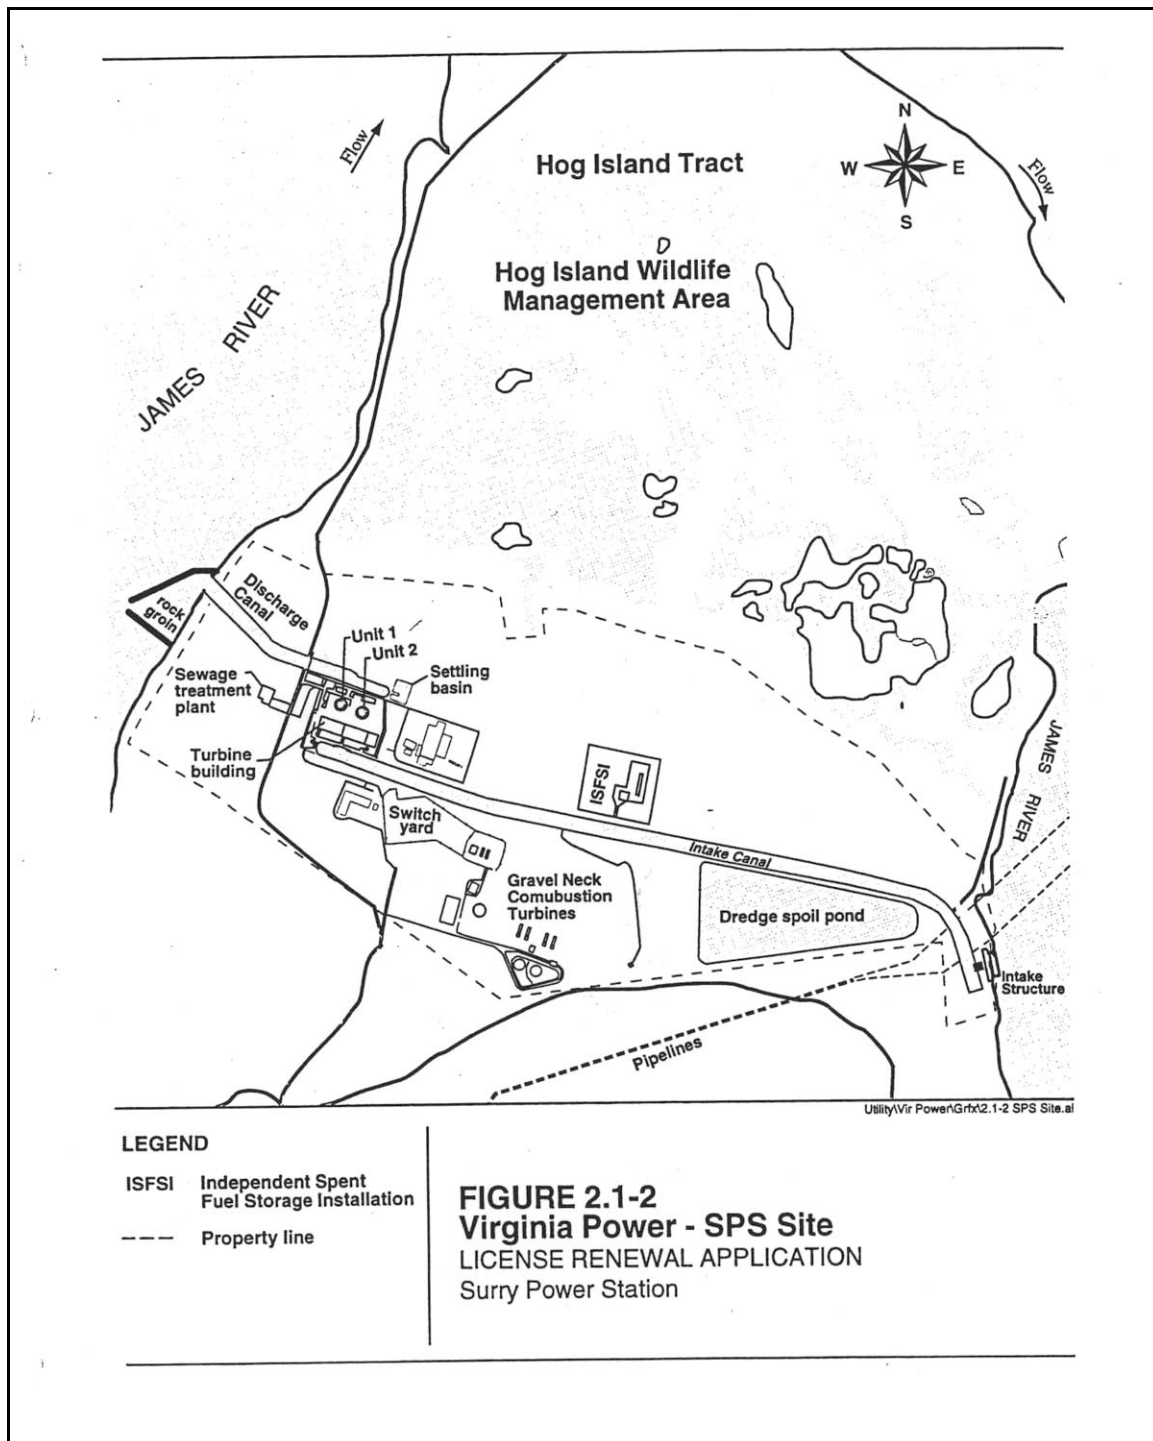 N
W E
S
Flow
Flow
Hog Island Tract
Hog Island Wildlife
Management Area
JAMES RIVER
Discharge
Canal
rock
groin
Unit 1
Unit 2
Sewage
treatment
plant
Settling
basin
Turbine
building
ISFSI
Switch
yard
Intake Canal
JAMES RIVER
Gravel Neck
Comubustion
Turbines
Dredge spoil pond
Intake
Structure
Pipelines
Utility\Vir Power\Grfx\2.1-2 SPS Site.ai
LEGEND
ISFSI Independent Spent
Fuel Storage Installation
Property line
FIGURE 2.1-2
Virginia Power - SPS Site
LICENSE RENEWAL APPLICATION
Surry Power Station